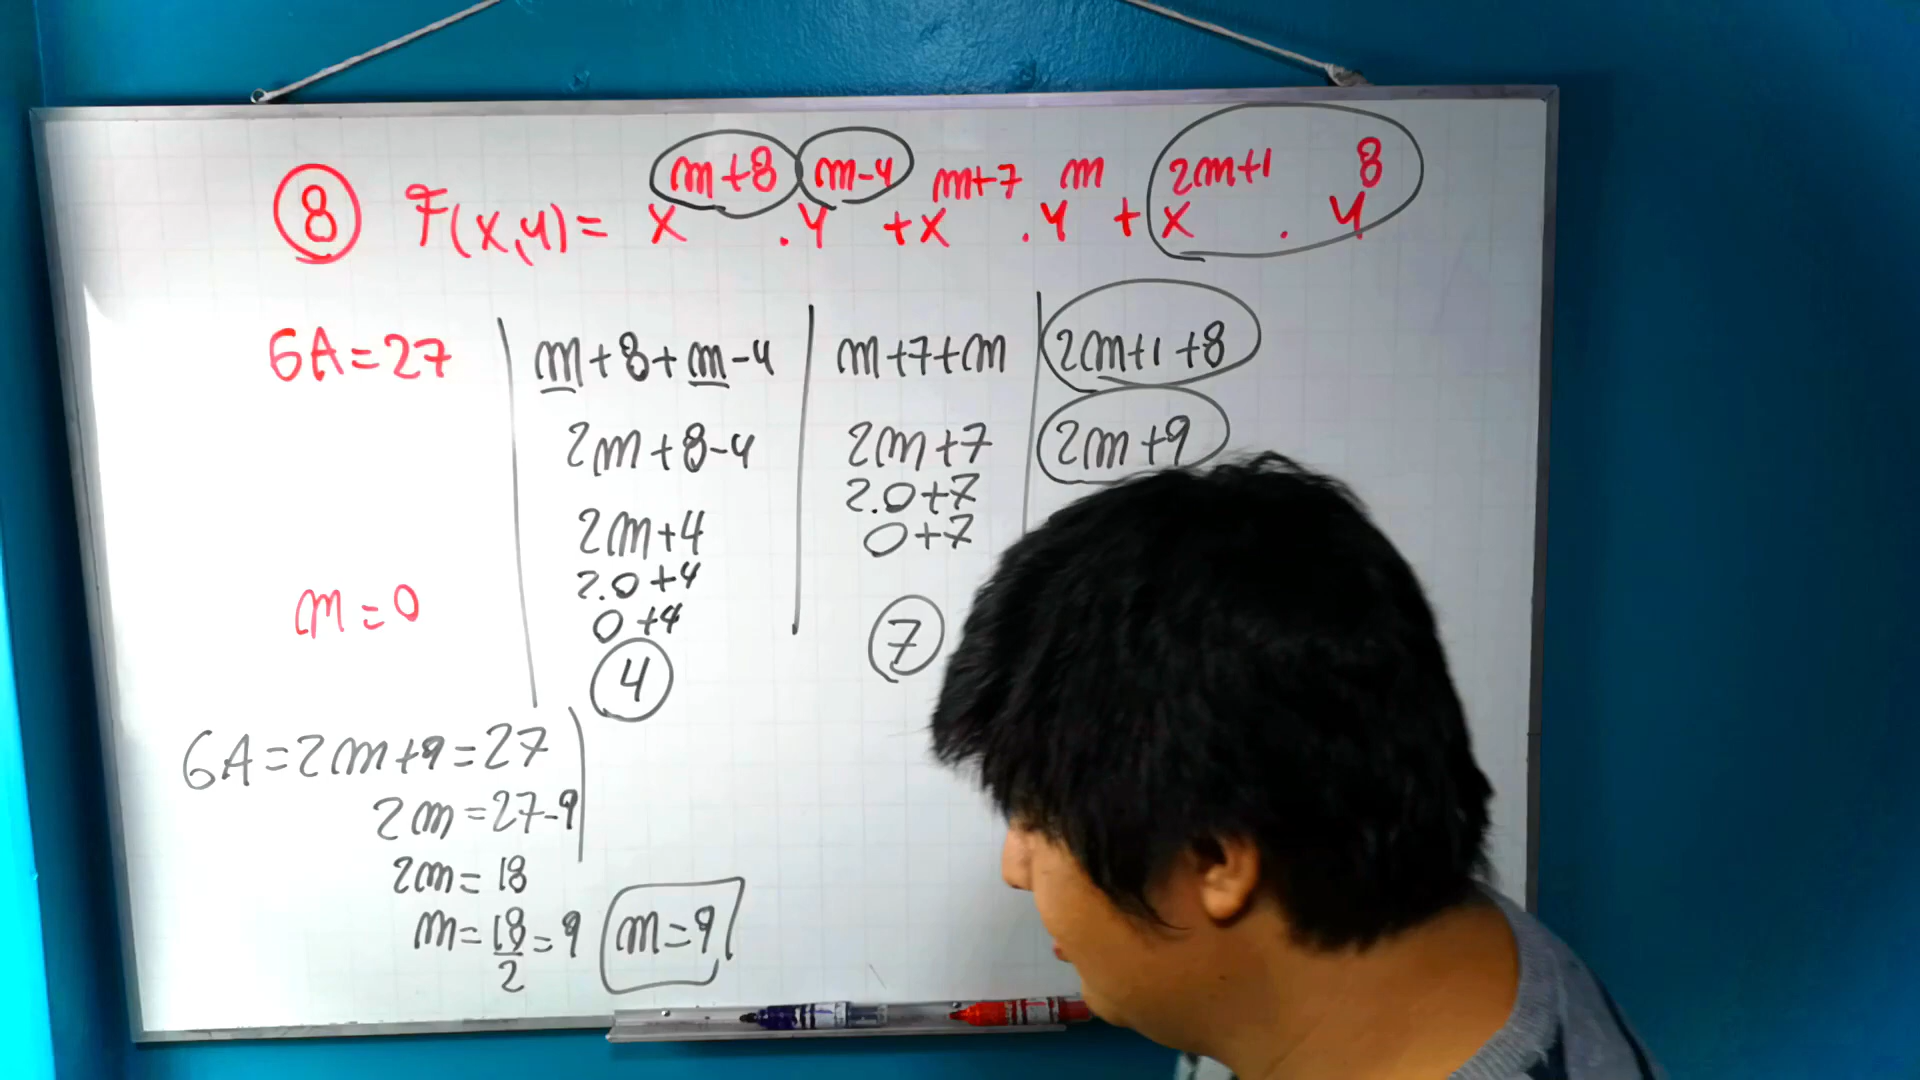 8 F(x,y)= x^{m+8} . y^{m-4} + x^{m+7} . y^{m} + x^{2m+1} . y^{8}
GA=27
m+8+m-4
m+7+m
2m+1+8
2m+8-4
2m+7
2m+9
2m+4
2.0+7
2.0+4
0+7
0+4
7
4
m=0
GA=2m+9=27
2m=27-9
2m=18
m=18/2=9
m=9